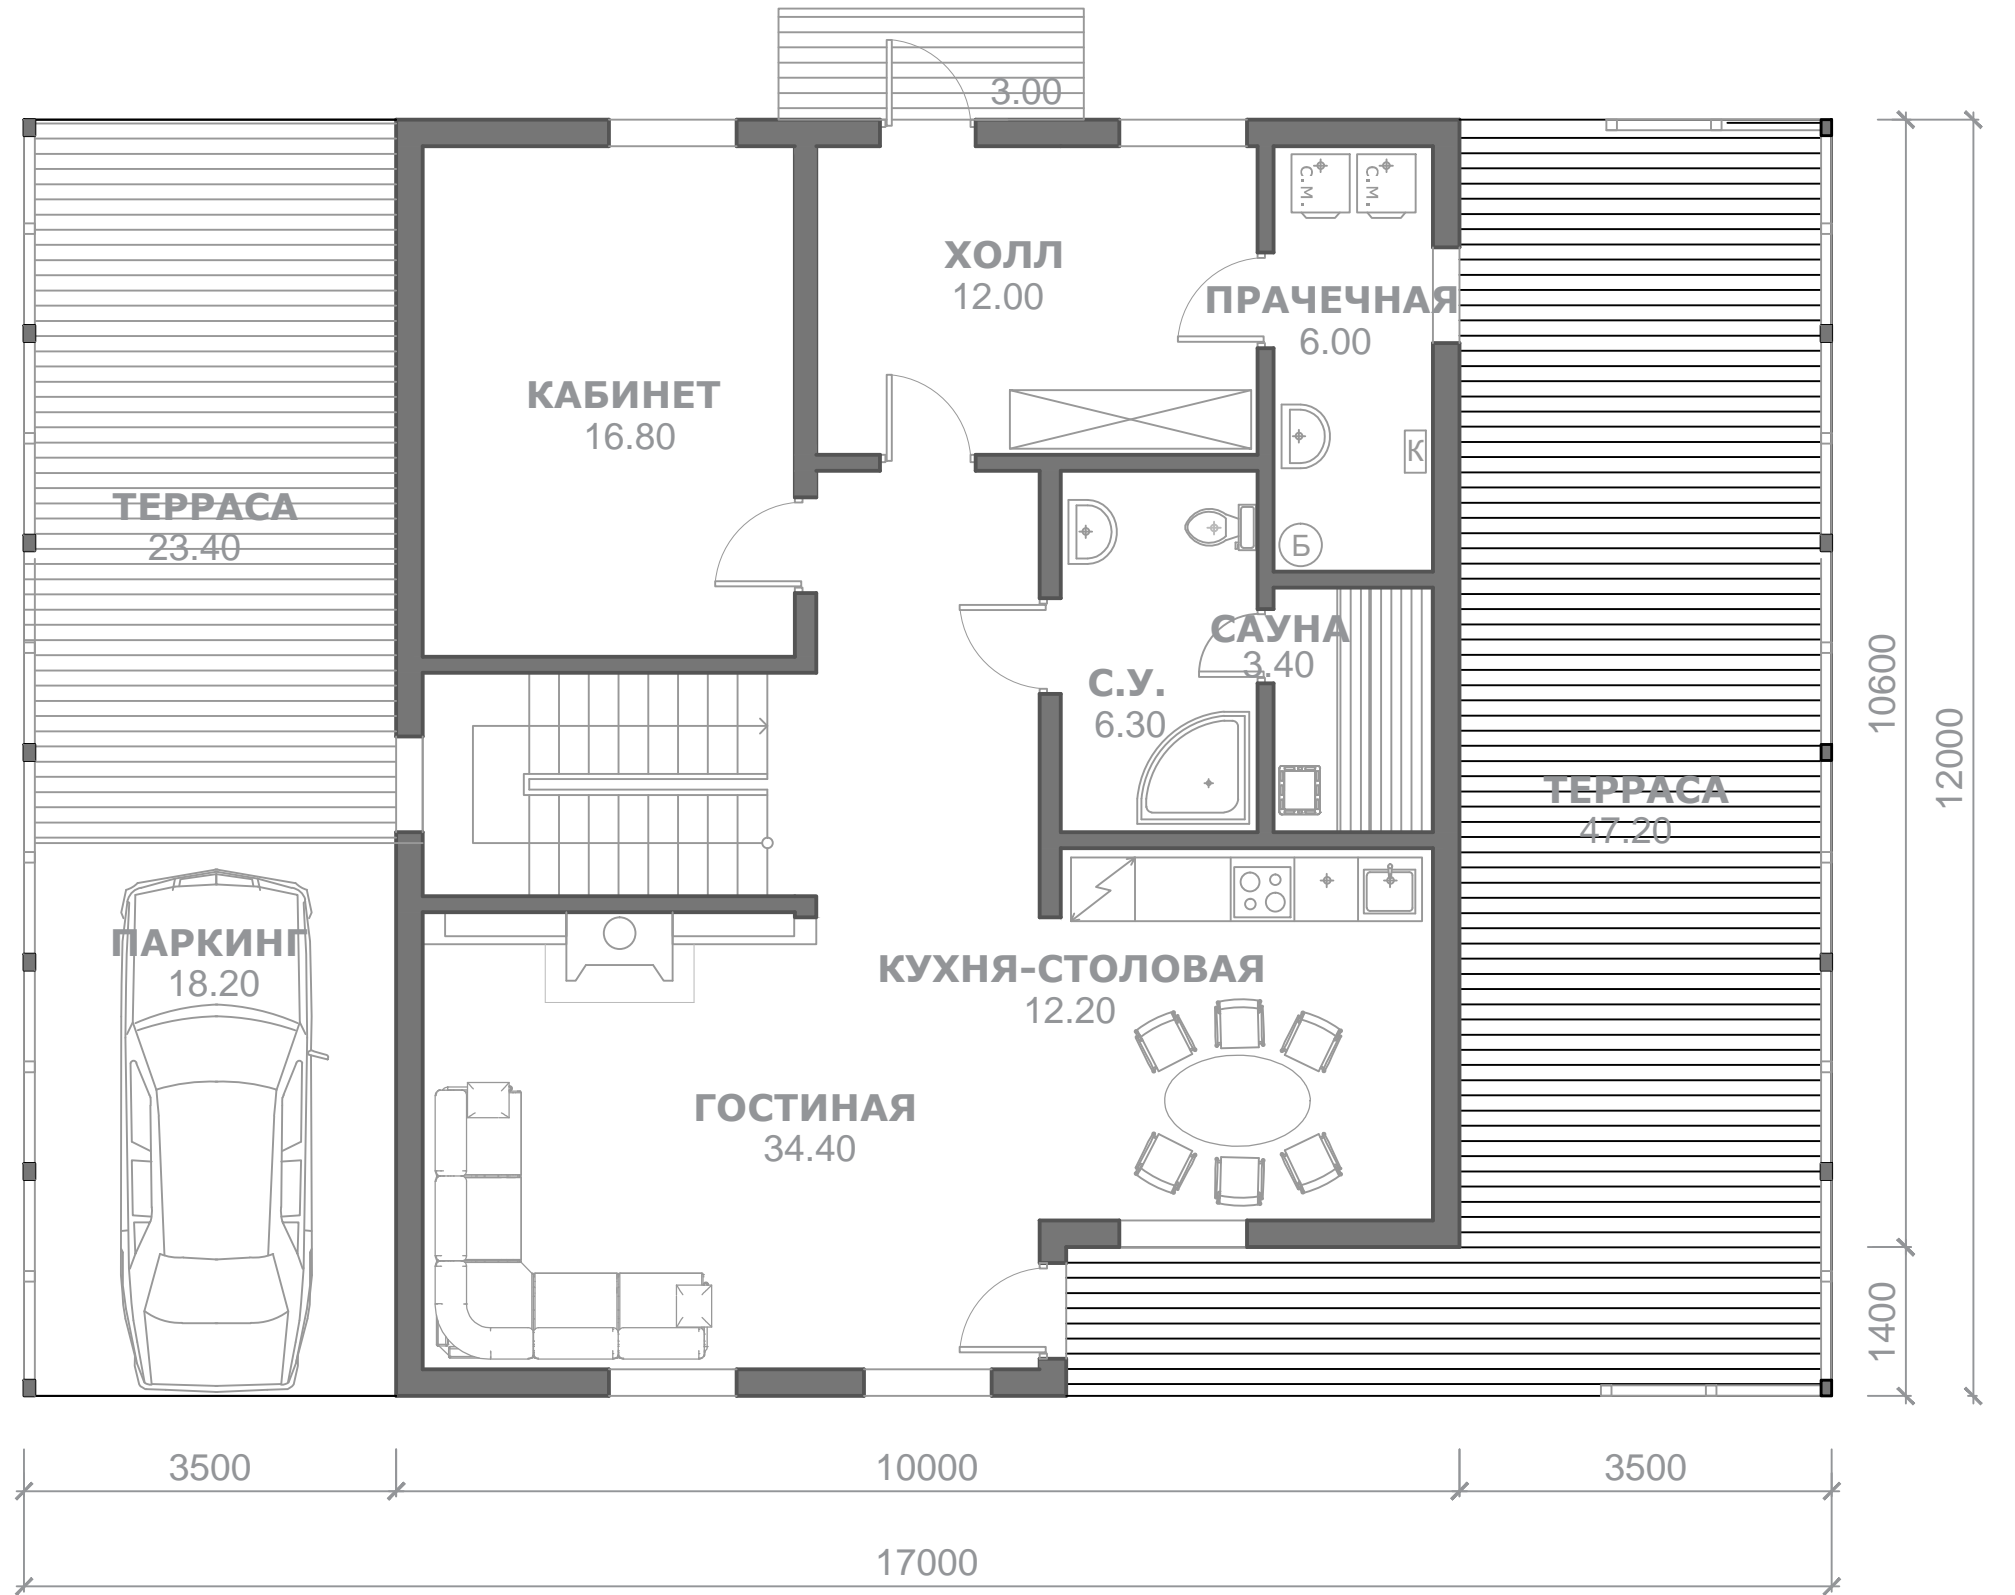 3.00
ХОЛЛ
12.00
С.М.
С.М.
ПРАЧЕЧНАЯ
6.00
КАБИНЕТ
16.80
К
ТЕРРАСА
23.40
Б
САУНА
3.40
С.У.
6.30
ТЕРРАСА
47.20
10600
12000
ПАРКИНГ
18.20
КУХНЯ-СТОЛОВАЯ
12.20
ГОСТИНАЯ
34.40
1400
3500
10000
3500
17000